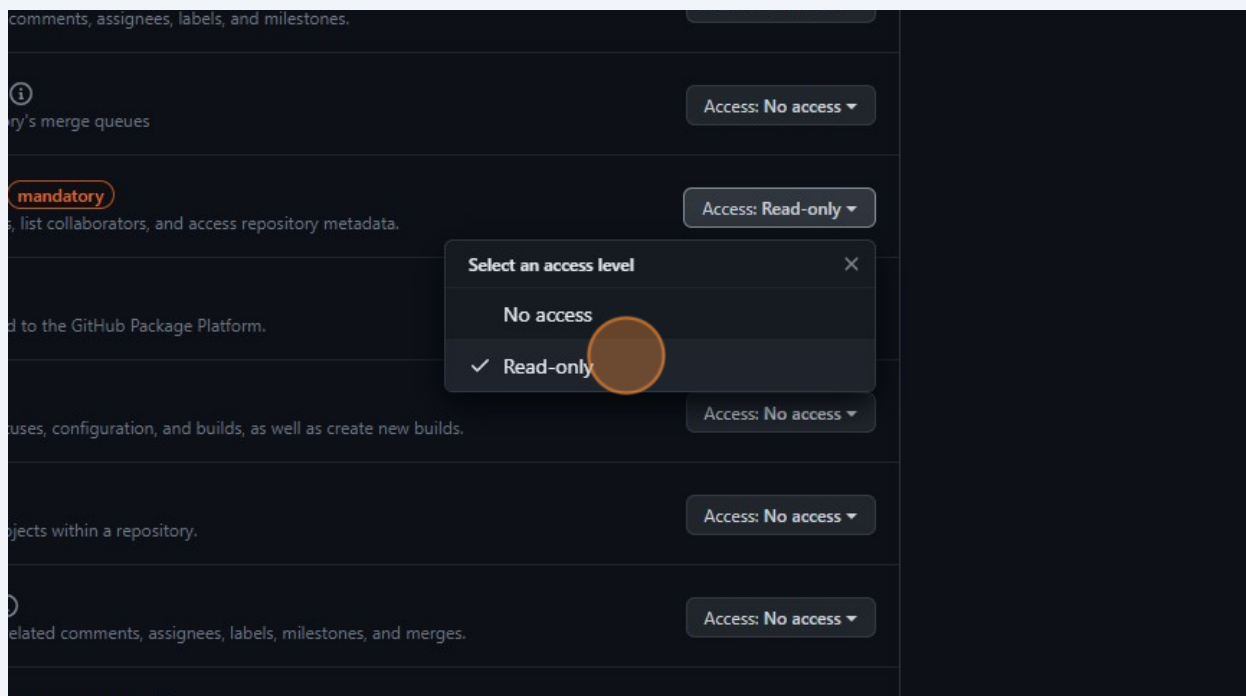 comments, assignees, labels, and milestones.
Access: No access
ry's merge queues
mandatory
Access: Read-only
, list collaborators, and access repository metadata.
Select an access level
No access
d to the GitHub Package Platform.
Read-only
Access: No access
uses, configuration, and builds, as well as create new builds.
Access: No access
jects within a repository.
Access: No access
elated comments, assignees, labels, milestones, and merges.